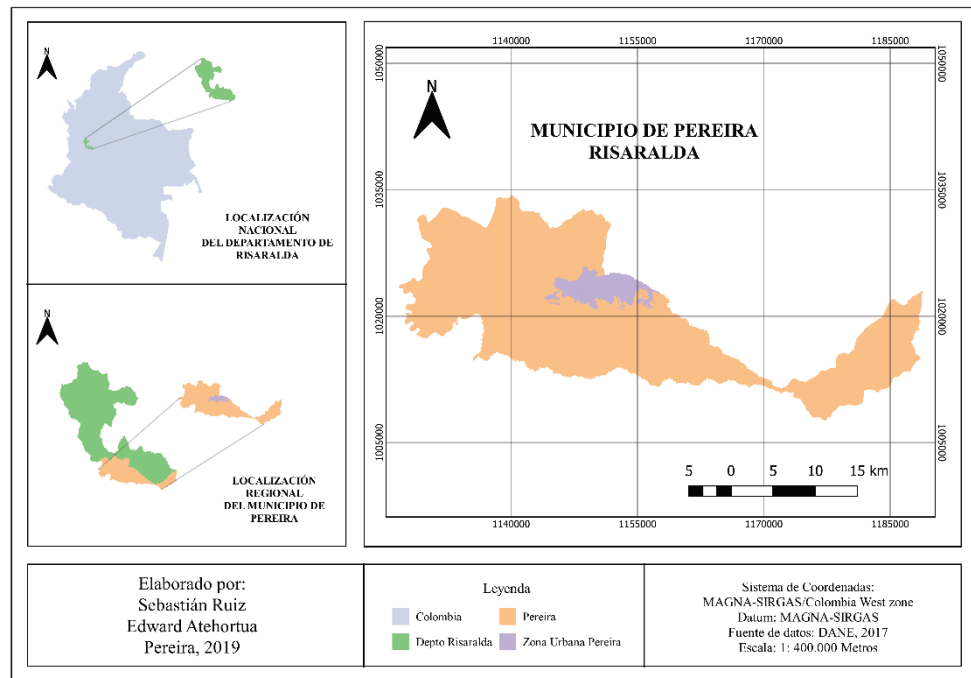 N
LOCALIZACIÓN
NACIONAL
DEL DEPARTAMENTO DE
RISARALDA
N
LOCALIZACIÓN
REGIONAL
DEL MUNICIPIO DE
PEREIRA
1140000 1155000 1170000 1185000
1050000 1050000
N
MUNICIPIO DE PEREIRA
RISARALDA
1035000 1035000
1020000 1020000
1005000 1005000
5 0 5 10 15 km
1140000 1155000 1170000 1185000
Elaborado por:
Sebastián Ruiz
Edward Atehortua
Pereira, 2019
Leyenda
Colombia Pereira
Depto Risaralda Zona Urbana Pereira
Sistema de Coordenadas:
MAGNA-SIRGAS/Colombia West zone
Datum: MAGNA-SIRGAS
Fuente de datos: DANE, 2017
Escala: 1: 400.000 Metros